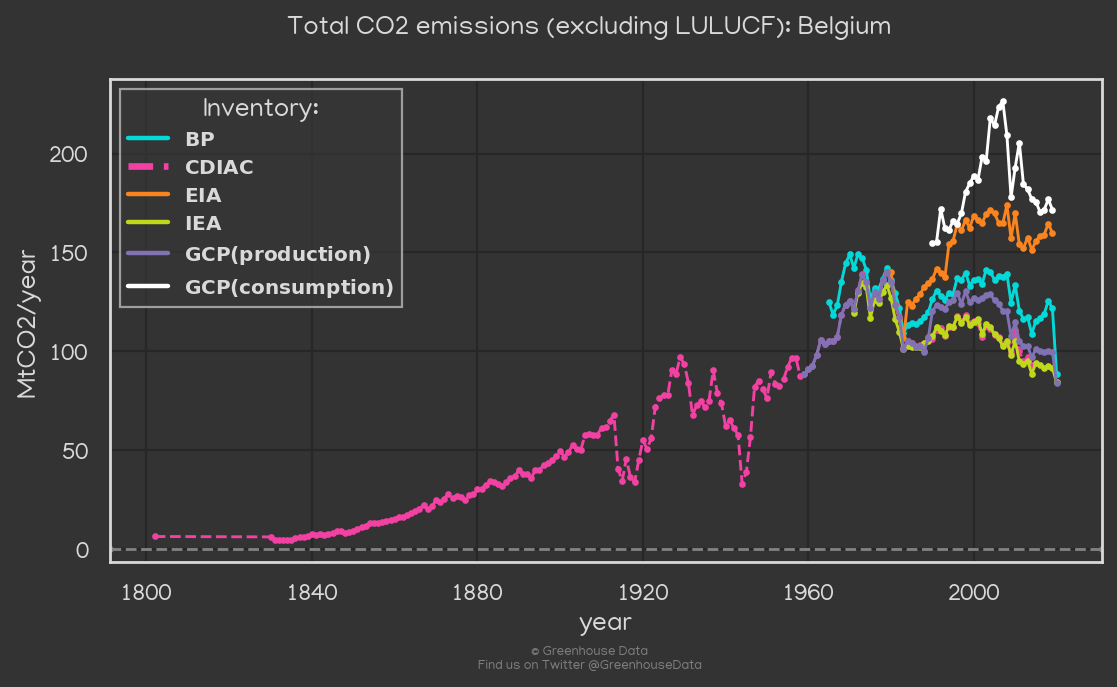 Total CO2 emissions (excluding LULUCF): Belgium
Inventory:
BP
CDIAC
EIA
IEA
GCP(production)
GCP(consumption)
MtCO2/year
200
150
100
50
0
1800 1840 1880 1920 1960 2000
year
© Greenhouse Data
Find us on Twitter @GreenhouseData